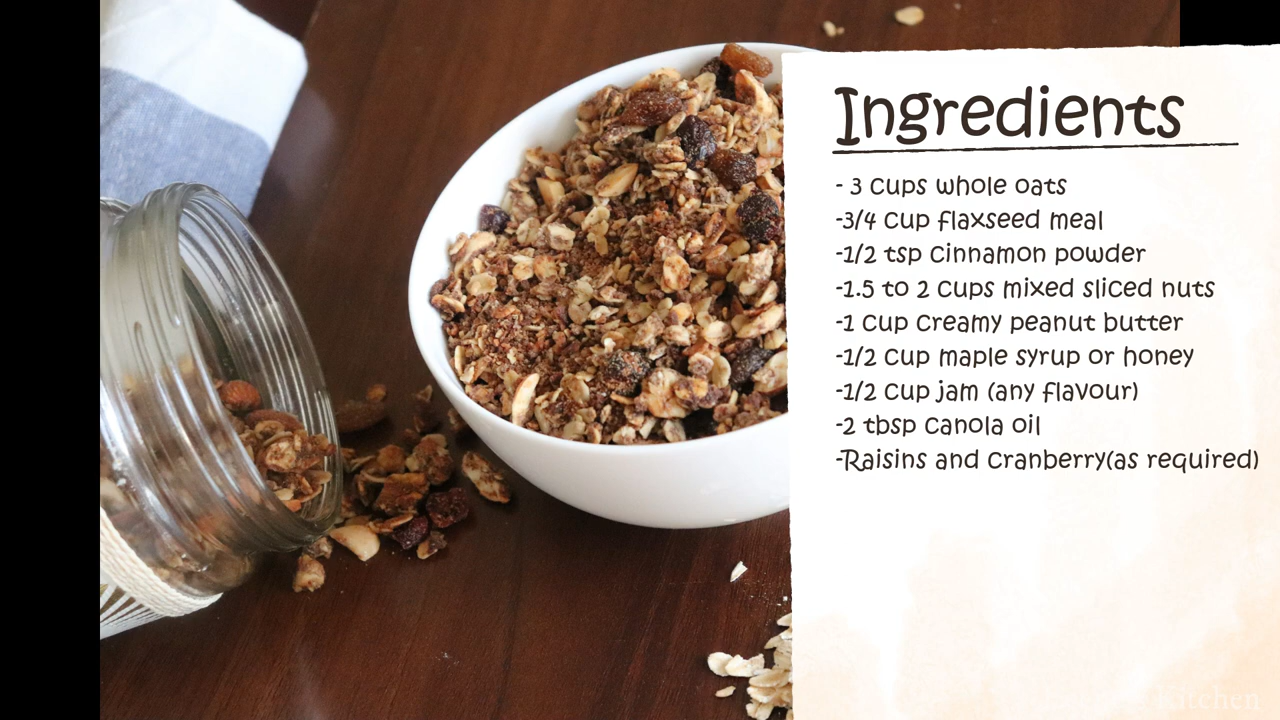 Ingredients
- 3 cups whole oats
-3/4 cup flaxseed meal
-1/2 tsp cinnamon powder
-1.5 to 2 cups mixed sliced nuts
-1 cup creamy peanut butter
-1/2 cup maple syrup or honey
-1/2 cup jam (any flavour)
-2 tbsp canola oil
-Raisins and cranberry(as required)
Kitchen